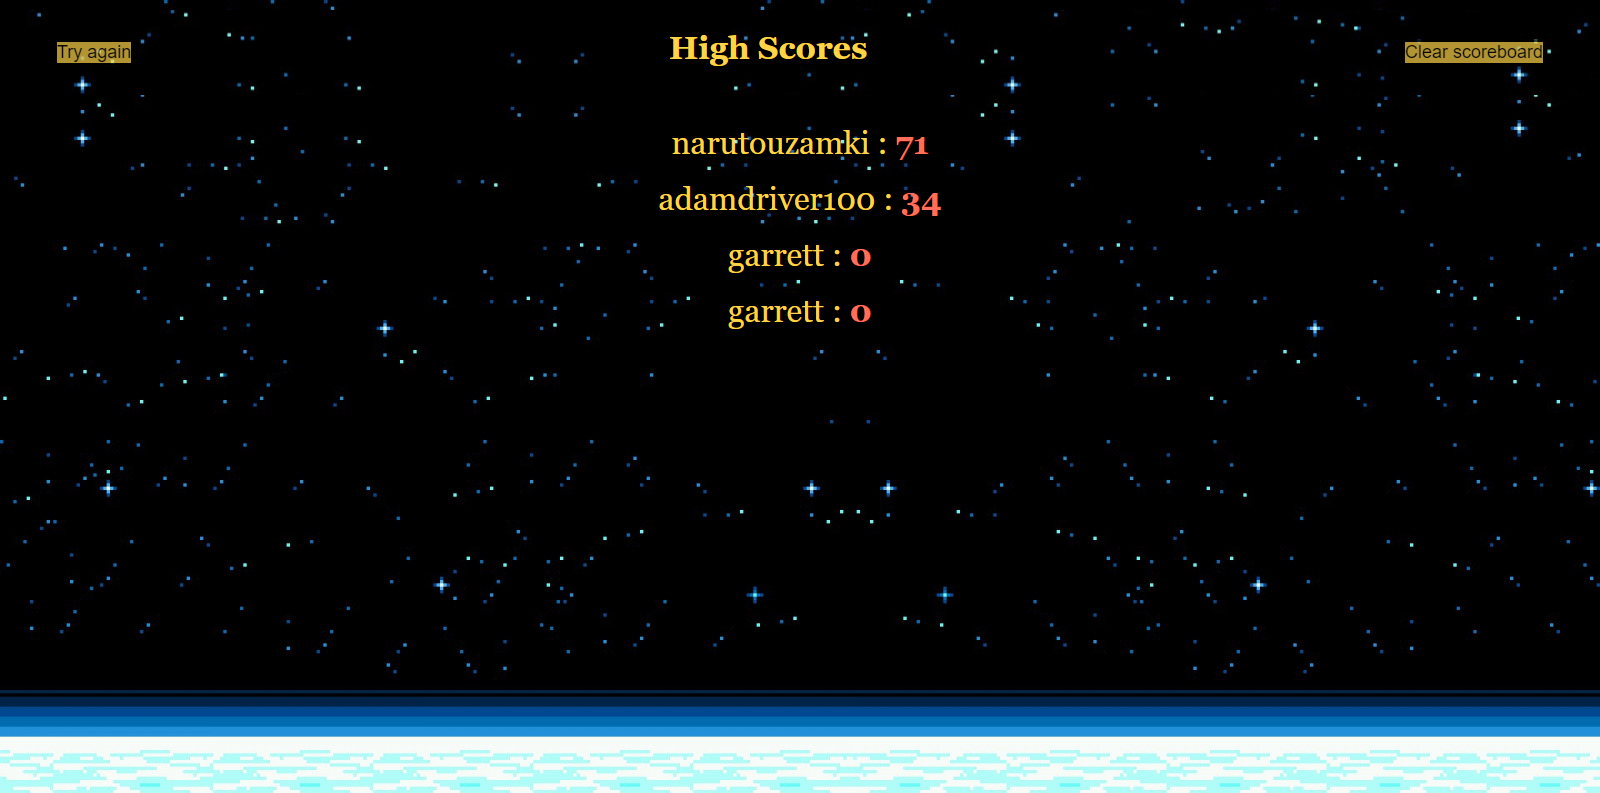 Try again
High Scores
Clear scoreboard
narutouzamki : 71
adamdriver100 : 34
garrett : 0
garrett : 0